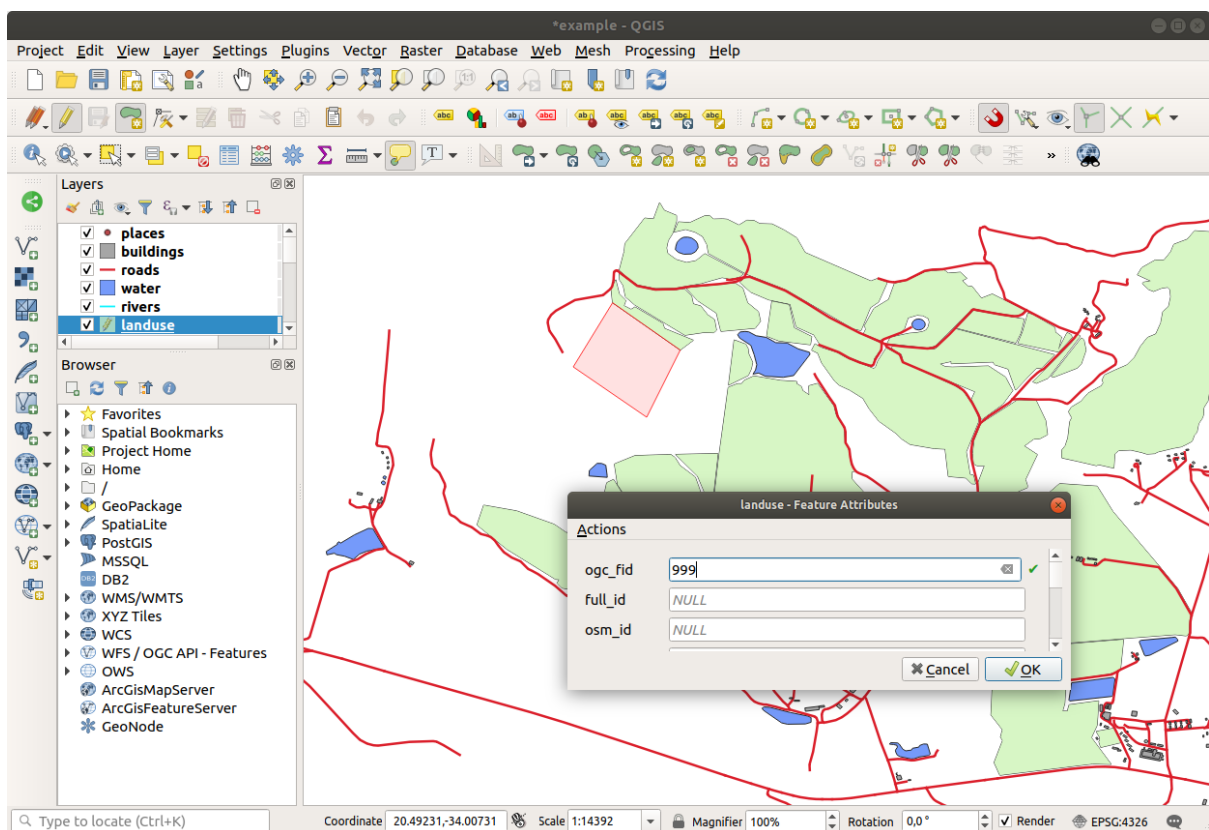 *example - QGIS
Project Edit View Layer Settings Plugins Vector Raster Database Web Mesh Processing Help
Layers
places
buildings
roads
water
rivers
landuse
Browser
Favorites
Spatial Bookmarks
Project Home
Home
/
GeoPackage
SpatiaLite
PostGIS
MSSQL
DB2
WMS/WMTS
XYZ Tiles
WCS
WFS / OGC API - Features
OWS
ArcGisMapServer
ArcGisFeatureServer
GeoNode
landuse - Feature Attributes
Actions
ogc_fid 999
full_id NULL
osm_id NULL
Cancel OK
Type to locate (Ctrl+K) Coordinate 20.49231,-34.00731 Scale 1:14392 Magnifier 100% Rotation 0,0 ° Render EPSG:4326